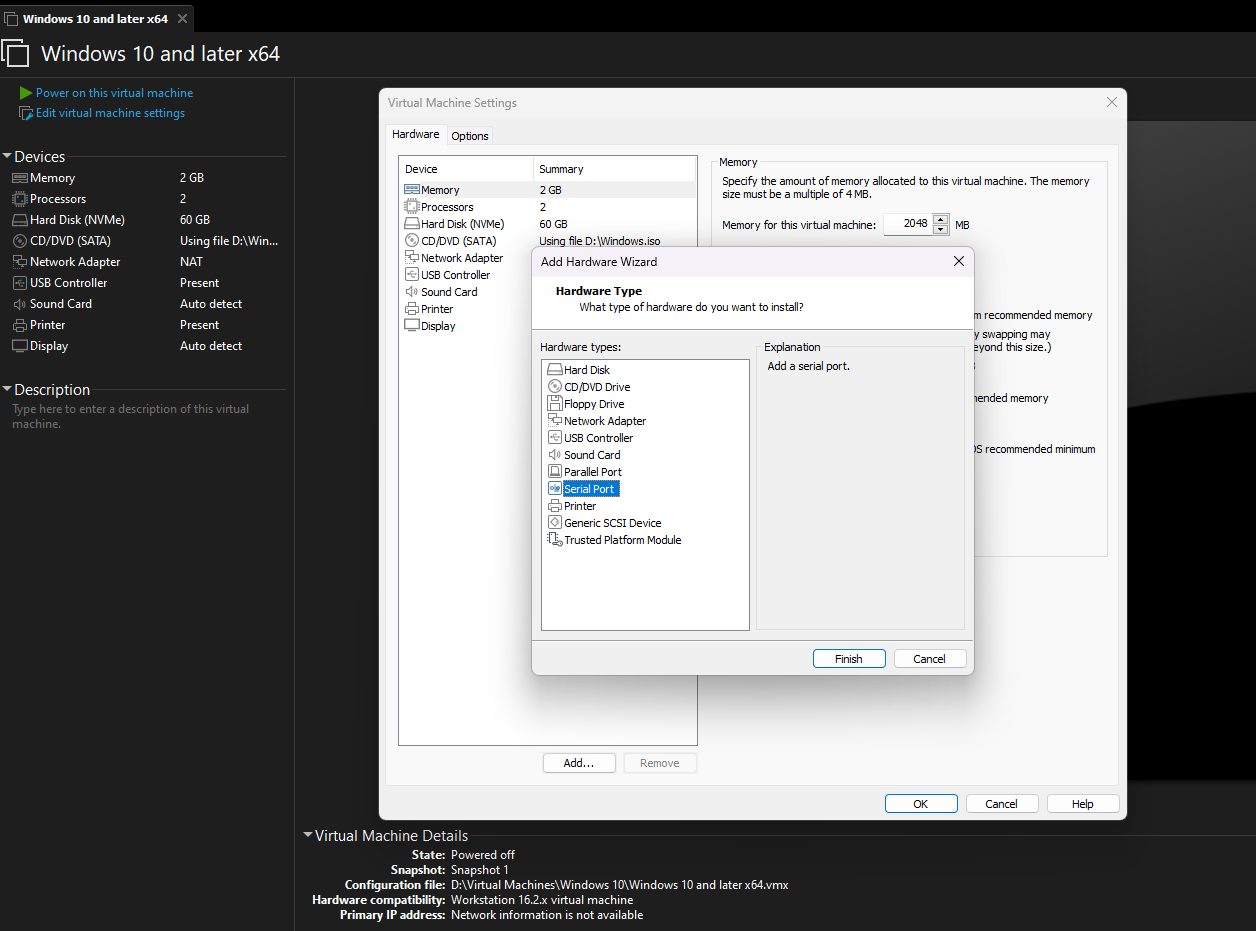 Windows 10 and later x64
Windows 10 and later x64
Power on this virtual machine
Edit virtual machine settings
Devices
Memory 2 GB
Processors 2
Hard Disk (NVMe) 60 GB
CD/DVD (SATA) Using file D:\Win...
Network Adapter NAT
USB Controller Present
Sound Card Auto detect
Printer Present
Display Auto detect
Description
Type here to enter a description of this virtual
machine.
Virtual Machine Settings
Hardware Options
Device Summary
Memory 2 GB
Processors 2
Hard Disk (NVMe) 60 GB
CD/DVD (SATA) Using file D:\Windows.iso
Network Adapter
USB Controller
Sound Card
Printer
Display
Memory
Specify the amount of memory allocated to this virtual machine. The memory
size must be a multiple of 4 MB.
Memory for this virtual machine: 2048 MB
recommended memory
swapping may
beyond this size.)
memory
recommended minimum
Add Hardware Wizard
Hardware Type
What type of hardware do you want to install?
Hardware types:
Hard Disk
CD/DVD Drive
Floppy Drive
Network Adapter
USB Controller
Sound Card
Parallel Port
Serial Port
Printer
Generic SCSI Device
Trusted Platform Module
Explanation
Add a serial port.
Finish Cancel
Add... Remove
OK Cancel Help
Virtual Machine Details
State: Powered off
Snapshot: Snapshot 1
Configuration file: D:\Virtual Machines\Windows 10\Windows 10 and later x64.vmx
Hardware compatibility: Workstation 16.2.x virtual machine
Primary IP address: Network information is not available